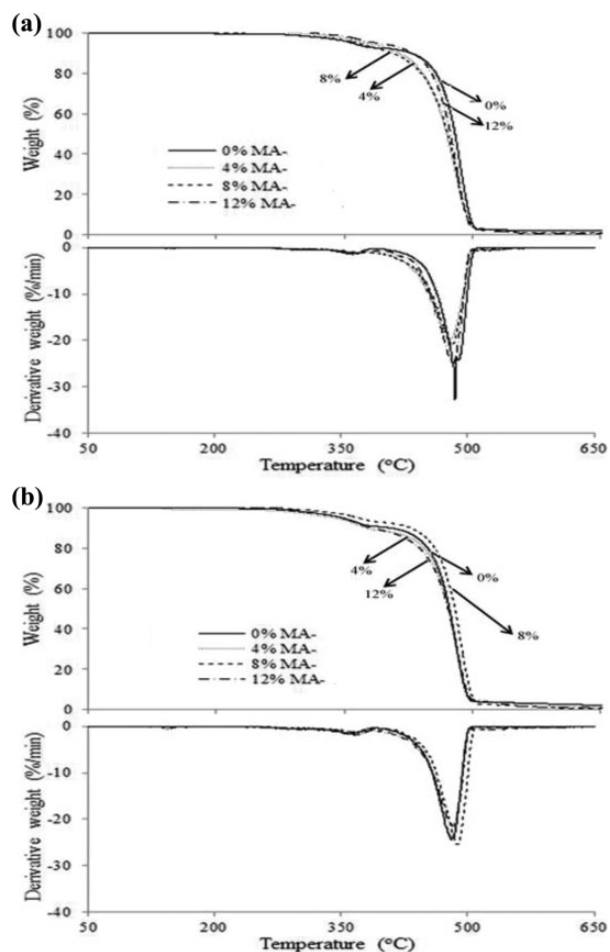 (a)
100
80
60
40
20
0
Weight (%)
8%
4%
0%
12%
0% MA-
4% MA-
8% MA-
12% MA-
0
-10
-20
-30
-40
Derivative weight (%/min)
50
200
350
500
650
Temperature (°C)
(b)
100
80
60
40
20
0
Weight (%)
4%
12%
0%
8%
0% MA-
4% MA-
8% MA-
12% MA-
0
-10
-20
-30
-40
Derivative weight (%/min)
50
200
350
500
650
Temperature (°C)